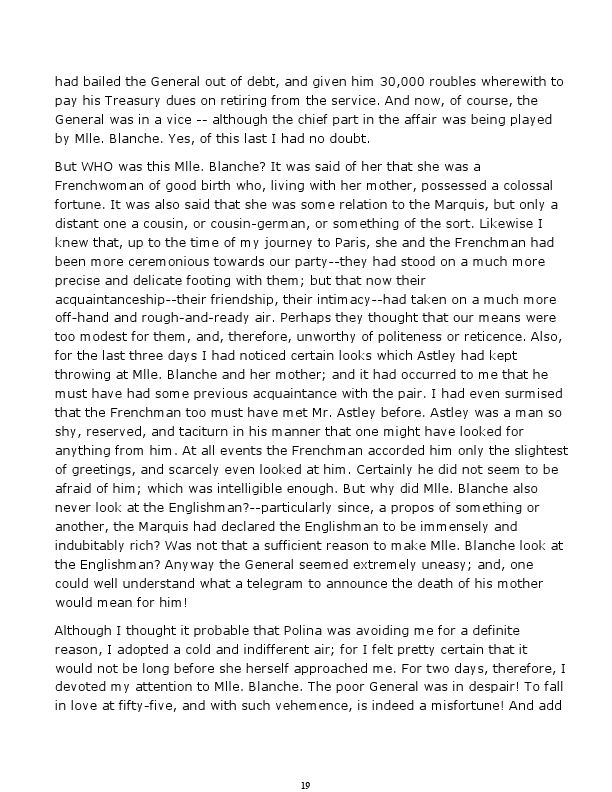 had bailed the General out of debt, and given him 30,000 roubles wherewith to
pay his Treasury dues on retiring from the service. And now, of course, the
General was in a vice -- although the chief part in the affair was being played
by Mlle. Blanche. Yes, of this last I had no doubt.
But WHO was this Mlle. Blanche? It was said of her that she was a
Frenchwoman of good birth who, living with her mother, possessed a colossal
fortune. It was also said that she was some relation to the Marquis, but only a
distant one a cousin, or cousin-german, or something of the sort. Likewise I
knew that, up to the time of my journey to Paris, she and the Frenchman had
been more ceremonious towards our party--they had stood on a much more
precise and delicate footing with them; but that now their
acquaintanceship--their friendship, their intimacy--had taken on a much more
off-hand and rough-and-ready air. Perhaps they thought that our means were
too modest for them, and, therefore, unworthy of politeness or reticence. Also,
for the last three days I had noticed certain looks which Astley had kept
throwing at Mlle. Blanche and her mother; and it had occurred to me that he
must have had some previous acquaintance with the pair. I had even surmised
that the Frenchman too must have met Mr. Astley before. Astley was a man so
shy, reserved, and taciturn in his manner that one might have looked for
anything from him. At all events the Frenchman accorded him only the slightest
of greetings, and scarcely even looked at him. Certainly he did not seem to be
afraid of him; which was intelligible enough. But why did Mlle. Blanche also
never look at the Englishman?--particularly since, a propos of something or
another, the Marquis had declared the Englishman to be immensely and
indubitably rich? Was not that a sufficient reason to make Mlle. Blanche look at
the Englishman? Anyway the General seemed extremely uneasy; and, one
could well understand what a telegram to announce the death of his mother
would mean for him!
Although I thought it probable that Polina was avoiding me for a definite
reason, I adopted a cold and indifferent air; for I felt pretty certain that it
would not be long before she herself approached me. For two days, therefore, I
devoted my attention to Mlle. Blanche. The poor General was in despair! To fall
in love at fifty-five, and with such vehemence, is indeed a misfortune! And add
19